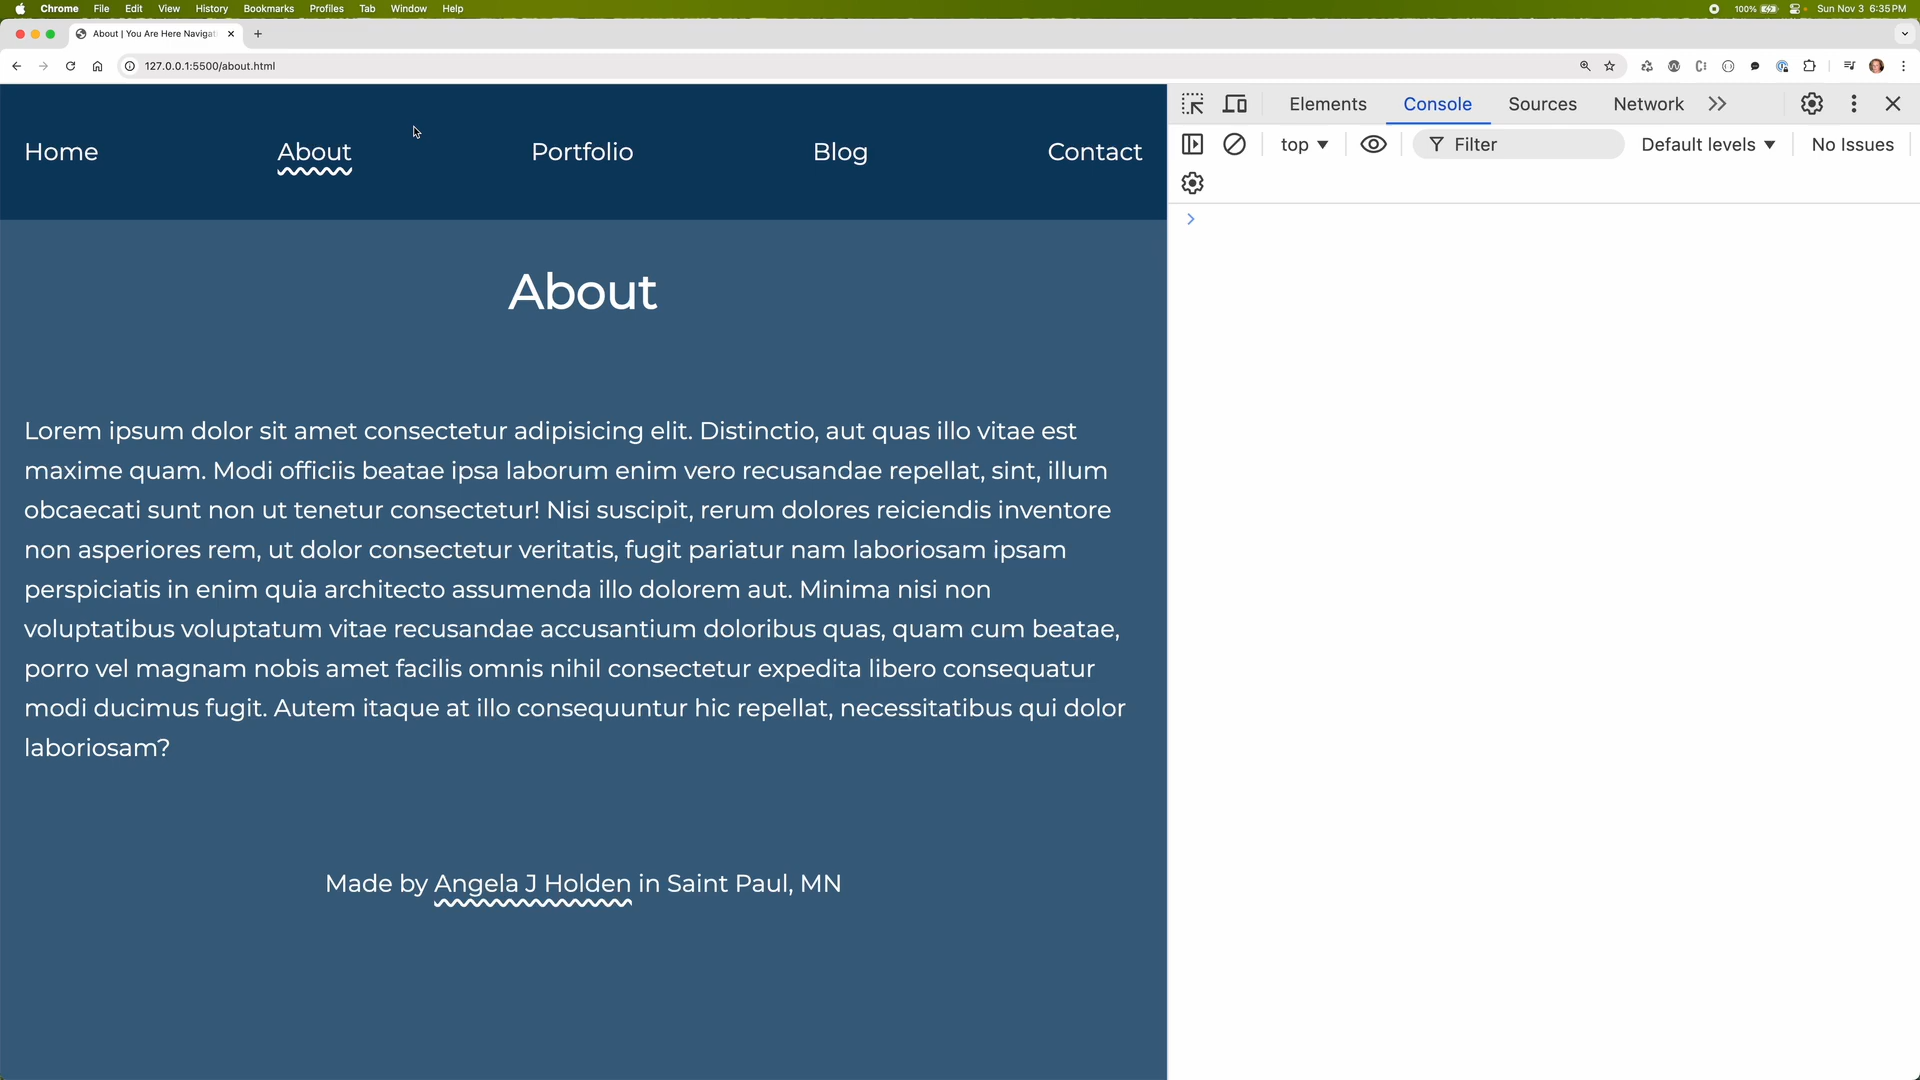 Chrome File Edit View History Bookmarks Profiles Tab Window Help 100% Sun Nov 3 6:35 PM
About | You Are Here Navigat
127.0.0.1:5500/about.html
Home About Portfolio Blog Contact
Elements Console Sources Network
top Filter Default levels No Issues
About
Lorem ipsum dolor sit amet consectetur adipisicing elit. Distinctio, aut quas illo vitae est
maxime quam. Modi officiis beatae ipsa laborum enim vero recusandae repellat, sint, illum
obcaecati sunt non ut tenetur consectetur! Nisi suscipit, rerum dolores reiciendis inventore
non asperiores rem, ut dolor consectetur veritatis, fugit pariatur nam laboriosam ipsam
perspiciatis in enim quia architecto assumenda illo dolorem aut. Minima nisi non
voluptatibus voluptatum vitae recusandae accusantium doloribus quas, quam cum beatae,
porro vel magnam nobis amet facilis omnis nihil consectetur expedita libero consequatur
modi ducimus fugit. Autem itaque at illo consequuntur hic repellat, necessitatibus qui dolor
laboriosam?
Made by Angela J Holden in Saint Paul, MN